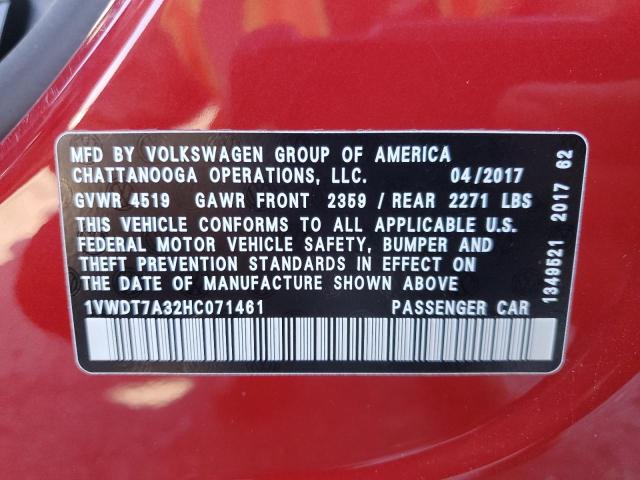 MFD BY VOLKSWAGEN GROUP OF AMERICA
CHATTANOOGA OPERATIONS, LLC. 04/2017
GVWR 4519 GAWR FRONT 2359 / REAR 2271 LBS
THIS VEHICLE CONFORMS TO ALL APPLICABLE U.S.
FEDERAL MOTOR VEHICLE SAFETY, BUMPER AND
THEFT PREVENTION STANDARDS IN EFFECT ON
THE DATE OF MANUFACTURE SHOWN ABOVE
1VWDT7A32HC071461 PASSENGER CAR
1349521 2017 62